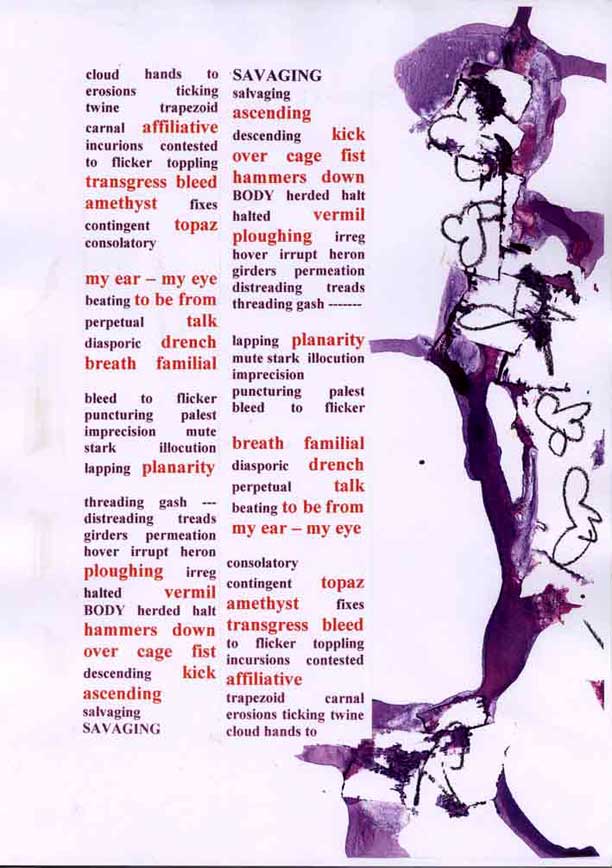 cloud hands to
erosions ticking
twine trapezoid
carnal affiliative
incurions contested
to flicker toppling
transgress bleed
amethyst fixes
contingent topaz
consolatory
my ear – my eye
beating to be from
perpetual talk
diasporic drench
breath familial
bleed to flicker
puncturing palest
imprecision mute
stark illocution
lapping planarity
threading gash ---
distreading treads
girders permeation
hover irrupt heron
ploughing irreg
halted vermil
BODY herded halt
hammers down
over cage fist
descending kick
ascending
salvaging
SAVAGING
SAVAGING
salvaging
ascending
descending kick
over cage fist
hammers down
BODY herded halt
halted vermil
ploughing irreg
hover irrupt heron
girders permeation
distreading treads
threading gash -------
lapping planarity
mute stark illocution
imprecision
puncturing palest
bleed to flicker
breath familial
diasporic drench
perpetual talk
beating to be from
my ear – my eye
consolatory
contingent topaz
amethyst fixes
transgress bleed
to flicker toppling
incursions contested
affiliative
trapezoid carnal
erosions ticking twine
cloud hands to